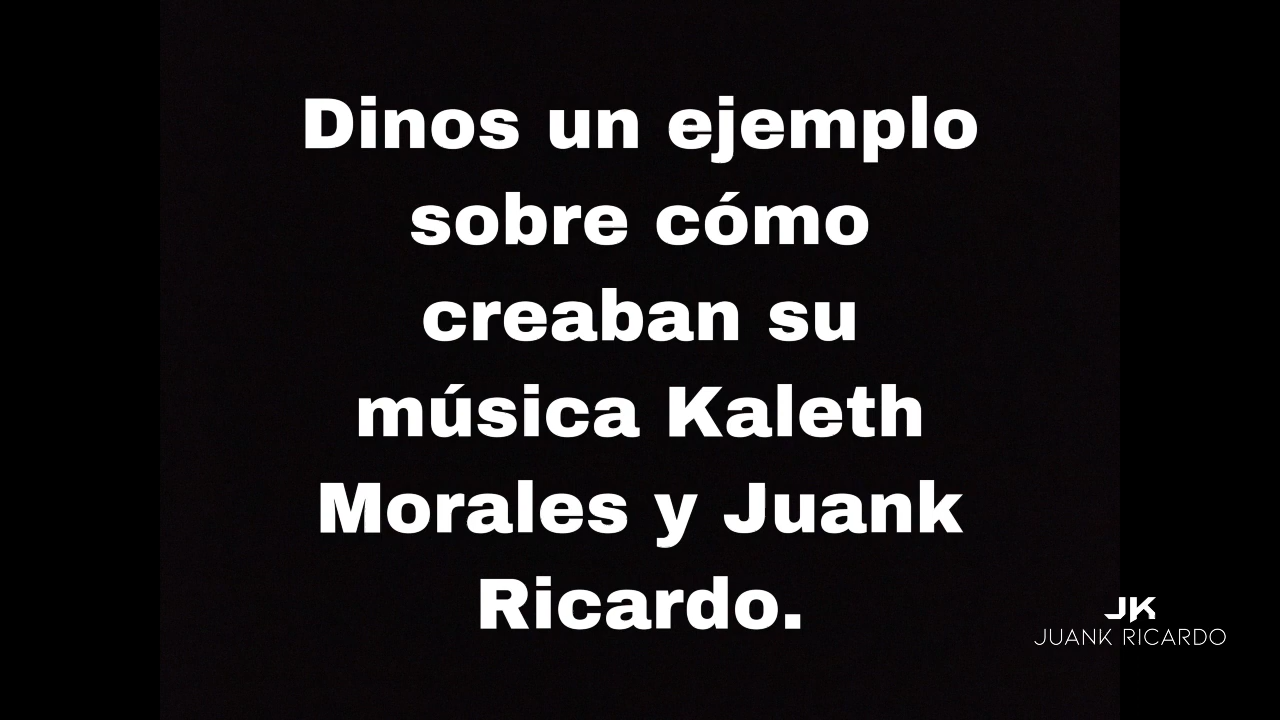 Dinos un ejemplo
sobre cómo
creaban su
música Kaleth
Morales y Juank
Ricardo.
JK
JUANK RICARDO